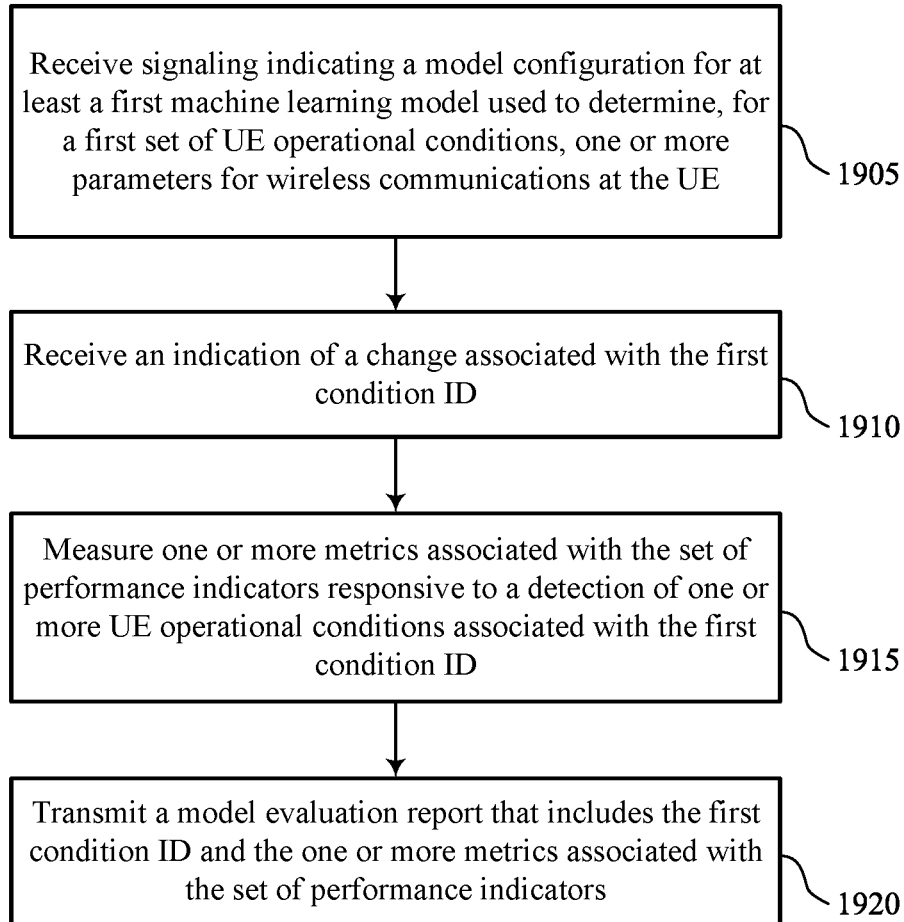 Receive signaling indicating a model configuration for at
least a first machine learning model used to determine, for
a first set of UE operational conditions, one or more
parameters for wireless communications at the UE
1905
Receive an indication of a change associated with the first
condition ID
1910
Measure one or more metrics associated with the set of
performance indicators responsive to a detection of one or
more UE operational conditions associated with the first
condition ID
1915
Transmit a model evaluation report that includes the first
condition ID and the one or more metrics associated with
the set of performance indicators
1920